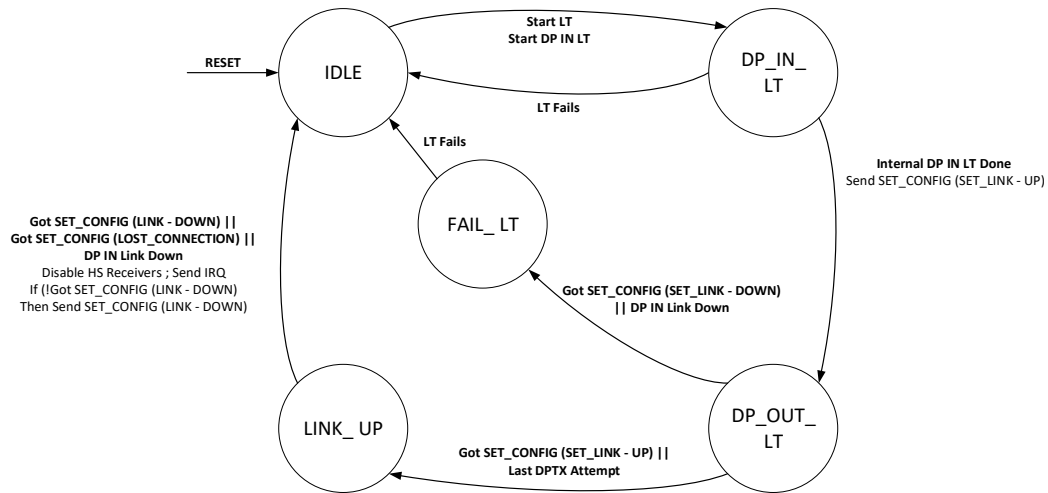 Start LT
Start DP IN LT
RESET
IDLE
DP_IN_
LT
LT Fails
LT Fails
Internal DP IN LT Done
Send SET_CONFIG (SET_LINK - UP)
FAIL_ LT
Got SET_CONFIG (LINK - DOWN) ||
Got SET_CONFIG (LOST_CONNECTION) ||
DP IN Link Down
Disable HS Receivers ; Send IRQ
If (!Got SET_CONFIG (LINK - DOWN)
Then Send SET_CONFIG (LINK - DOWN)
Got SET_CONFIG (SET_LINK - DOWN)
|| DP IN Link Down
LINK_ UP
DP_OUT_
LT
Got SET_CONFIG (SET_LINK - UP) ||
Last DPTX Attempt